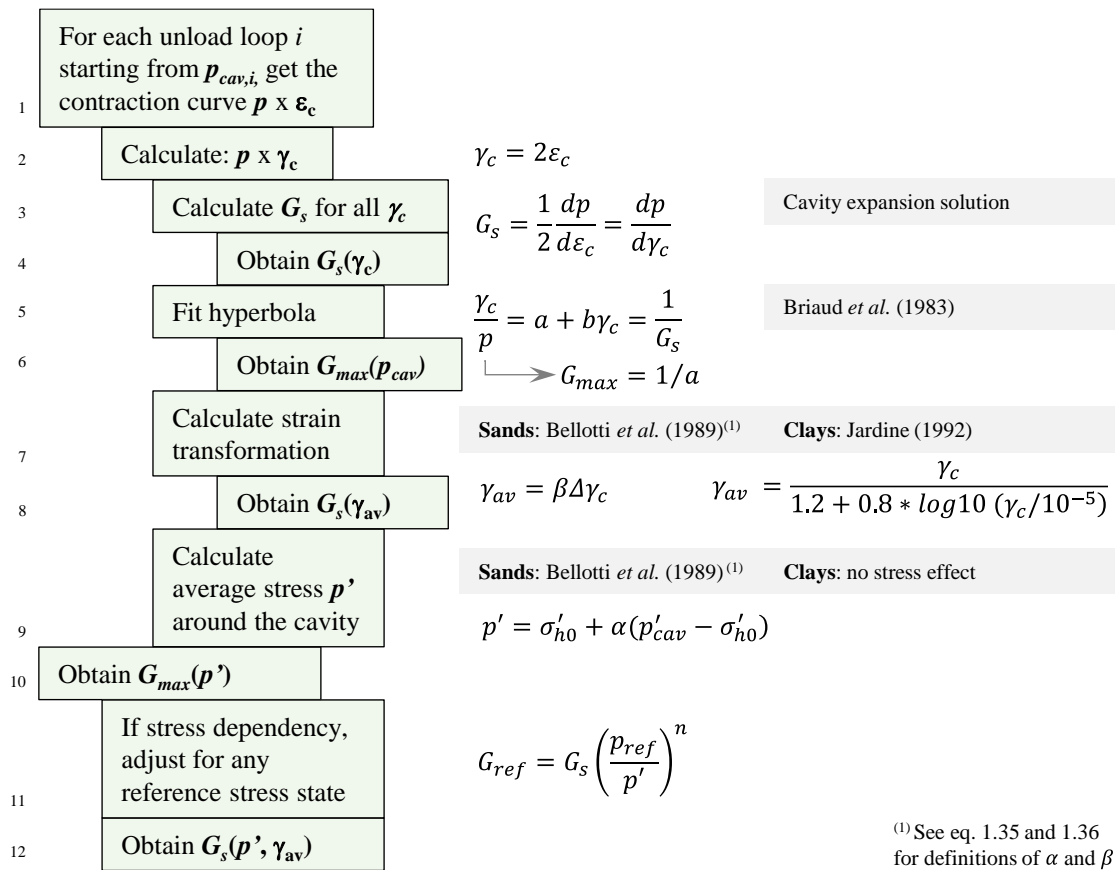 For each unload loop i
starting from p_cav,i, get the
1 contraction curve p x ε_c
2 Calculate: p x γ_c
γ_c = 2ε_c
3 Calculate G_s for all γ_c
G_s = \frac{1}{2}\frac{dp}{dε_c} = \frac{dp}{dγ_c}
Cavity expansion solution
4 Obtain G_s(γ_c)
5 Fit hyperbola
\frac{γ_c}{p} = a + bγ_c = \frac{1}{G_s}
Briaud et al. (1983)
6 Obtain G_max(p_cav)
G_max = 1/a
Calculate strain
7 transformation
Sands: Bellotti et al. (1989)^(1) Clays: Jardine (1992)
8 Obtain G_s(γ_av)
γ_av = βΔγ_c
γ_av = \frac{γ_c}{1.2 + 0.8 * log10 (γ_c/10^{-5})}
Calculate
average stress p'
9 around the cavity
Sands: Bellotti et al. (1989)^(1) Clays: no stress effect
p′ = σ′_h0 + α(p′_cav − σ′_h0)
10 Obtain G_max(p’)
If stress dependency,
adjust for any
11 reference stress state
G_ref = G_s (\frac{p_ref}{p′})^n
12 Obtain G_s(p’, γ_av)
(1) See eq. 1.35 and 1.36
for definitions of α and β